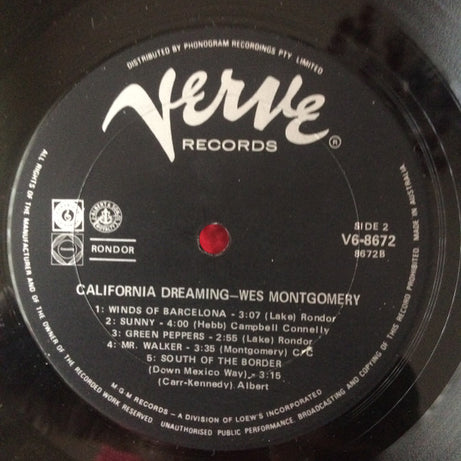 DISTRIBUTED BY PHONOGRAM RECORDINGS PTY. LIMITED
Verve
RECORDS ®
RONDOR
SIDE 2
V6-8672
8672B
CALIFORNIA DREAMING—WES MONTGOMERY
1: WINDS OF BARCELONA - 3:07 (Lake) Rondor
2: SUNNY - 4:00 (Hebb) Campbell Connelly
3: GREEN PEPPERS - 2:55 (Lake) Rondor
4: MR. WALKER - 3:35 (Montgomery) C/C
5: SOUTH OF THE BORDER
(Down Mexico Way) - 3:15
(Carr-Kennedy) Albert
M G M RECORDS - A DIVISION OF LOEW'S INCORPORATED
ALL RIGHTS OF THE MANUFACTURER AND OF THE OWNER OF THE RECORDED WORK RESERVED. UNAUTHORISED PUBLIC PERFORMANCE, BROADCASTING AND COPYING OF THIS RECORD PROHIBITED. MADE IN AUSTRALIA